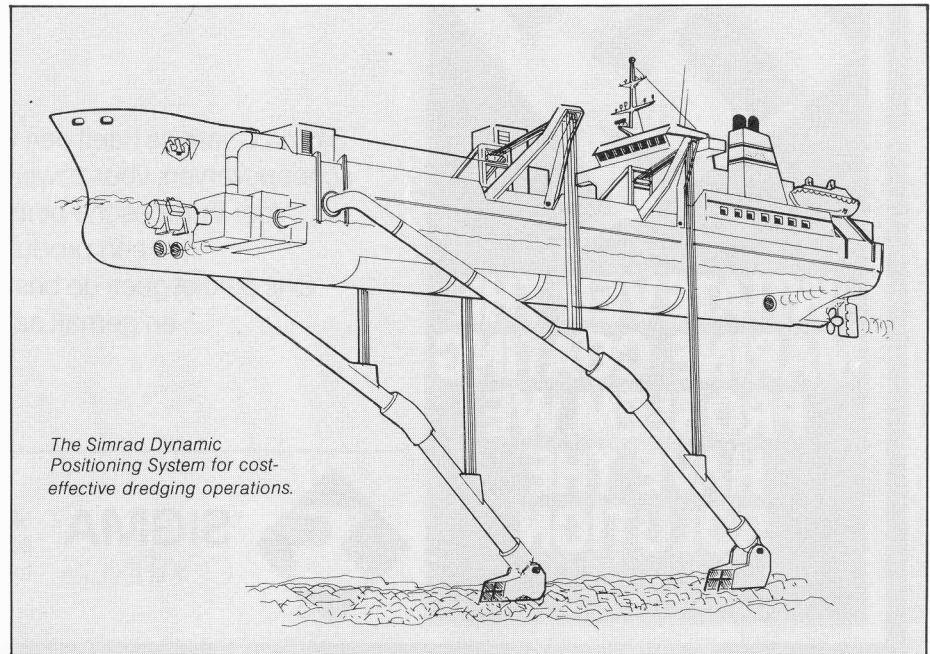 The Simrad Dynamic
Positioning System for cost-
effective dredging operations.